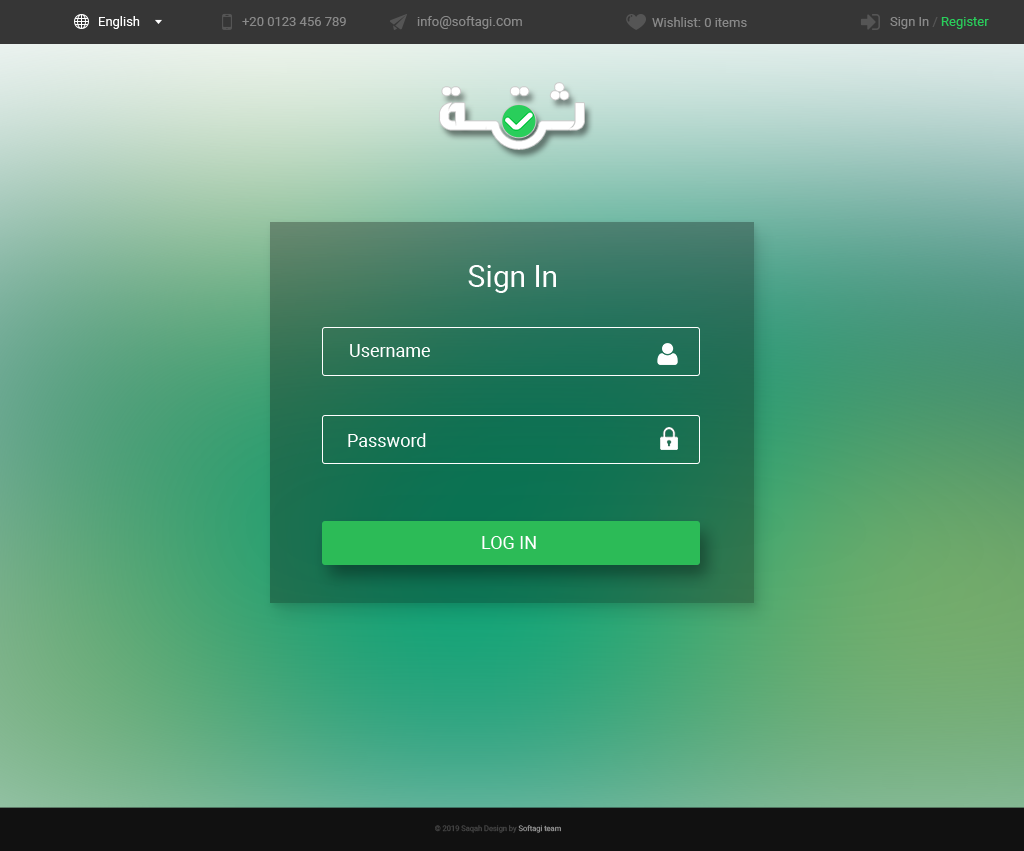 English
+20 0123 456 789
info@softagi.com
Wishlist: 0 items
Sign In / Register
ثقة
Sign In
Username
Password
LOG IN
© 2019 Saqah Design by Softagi team